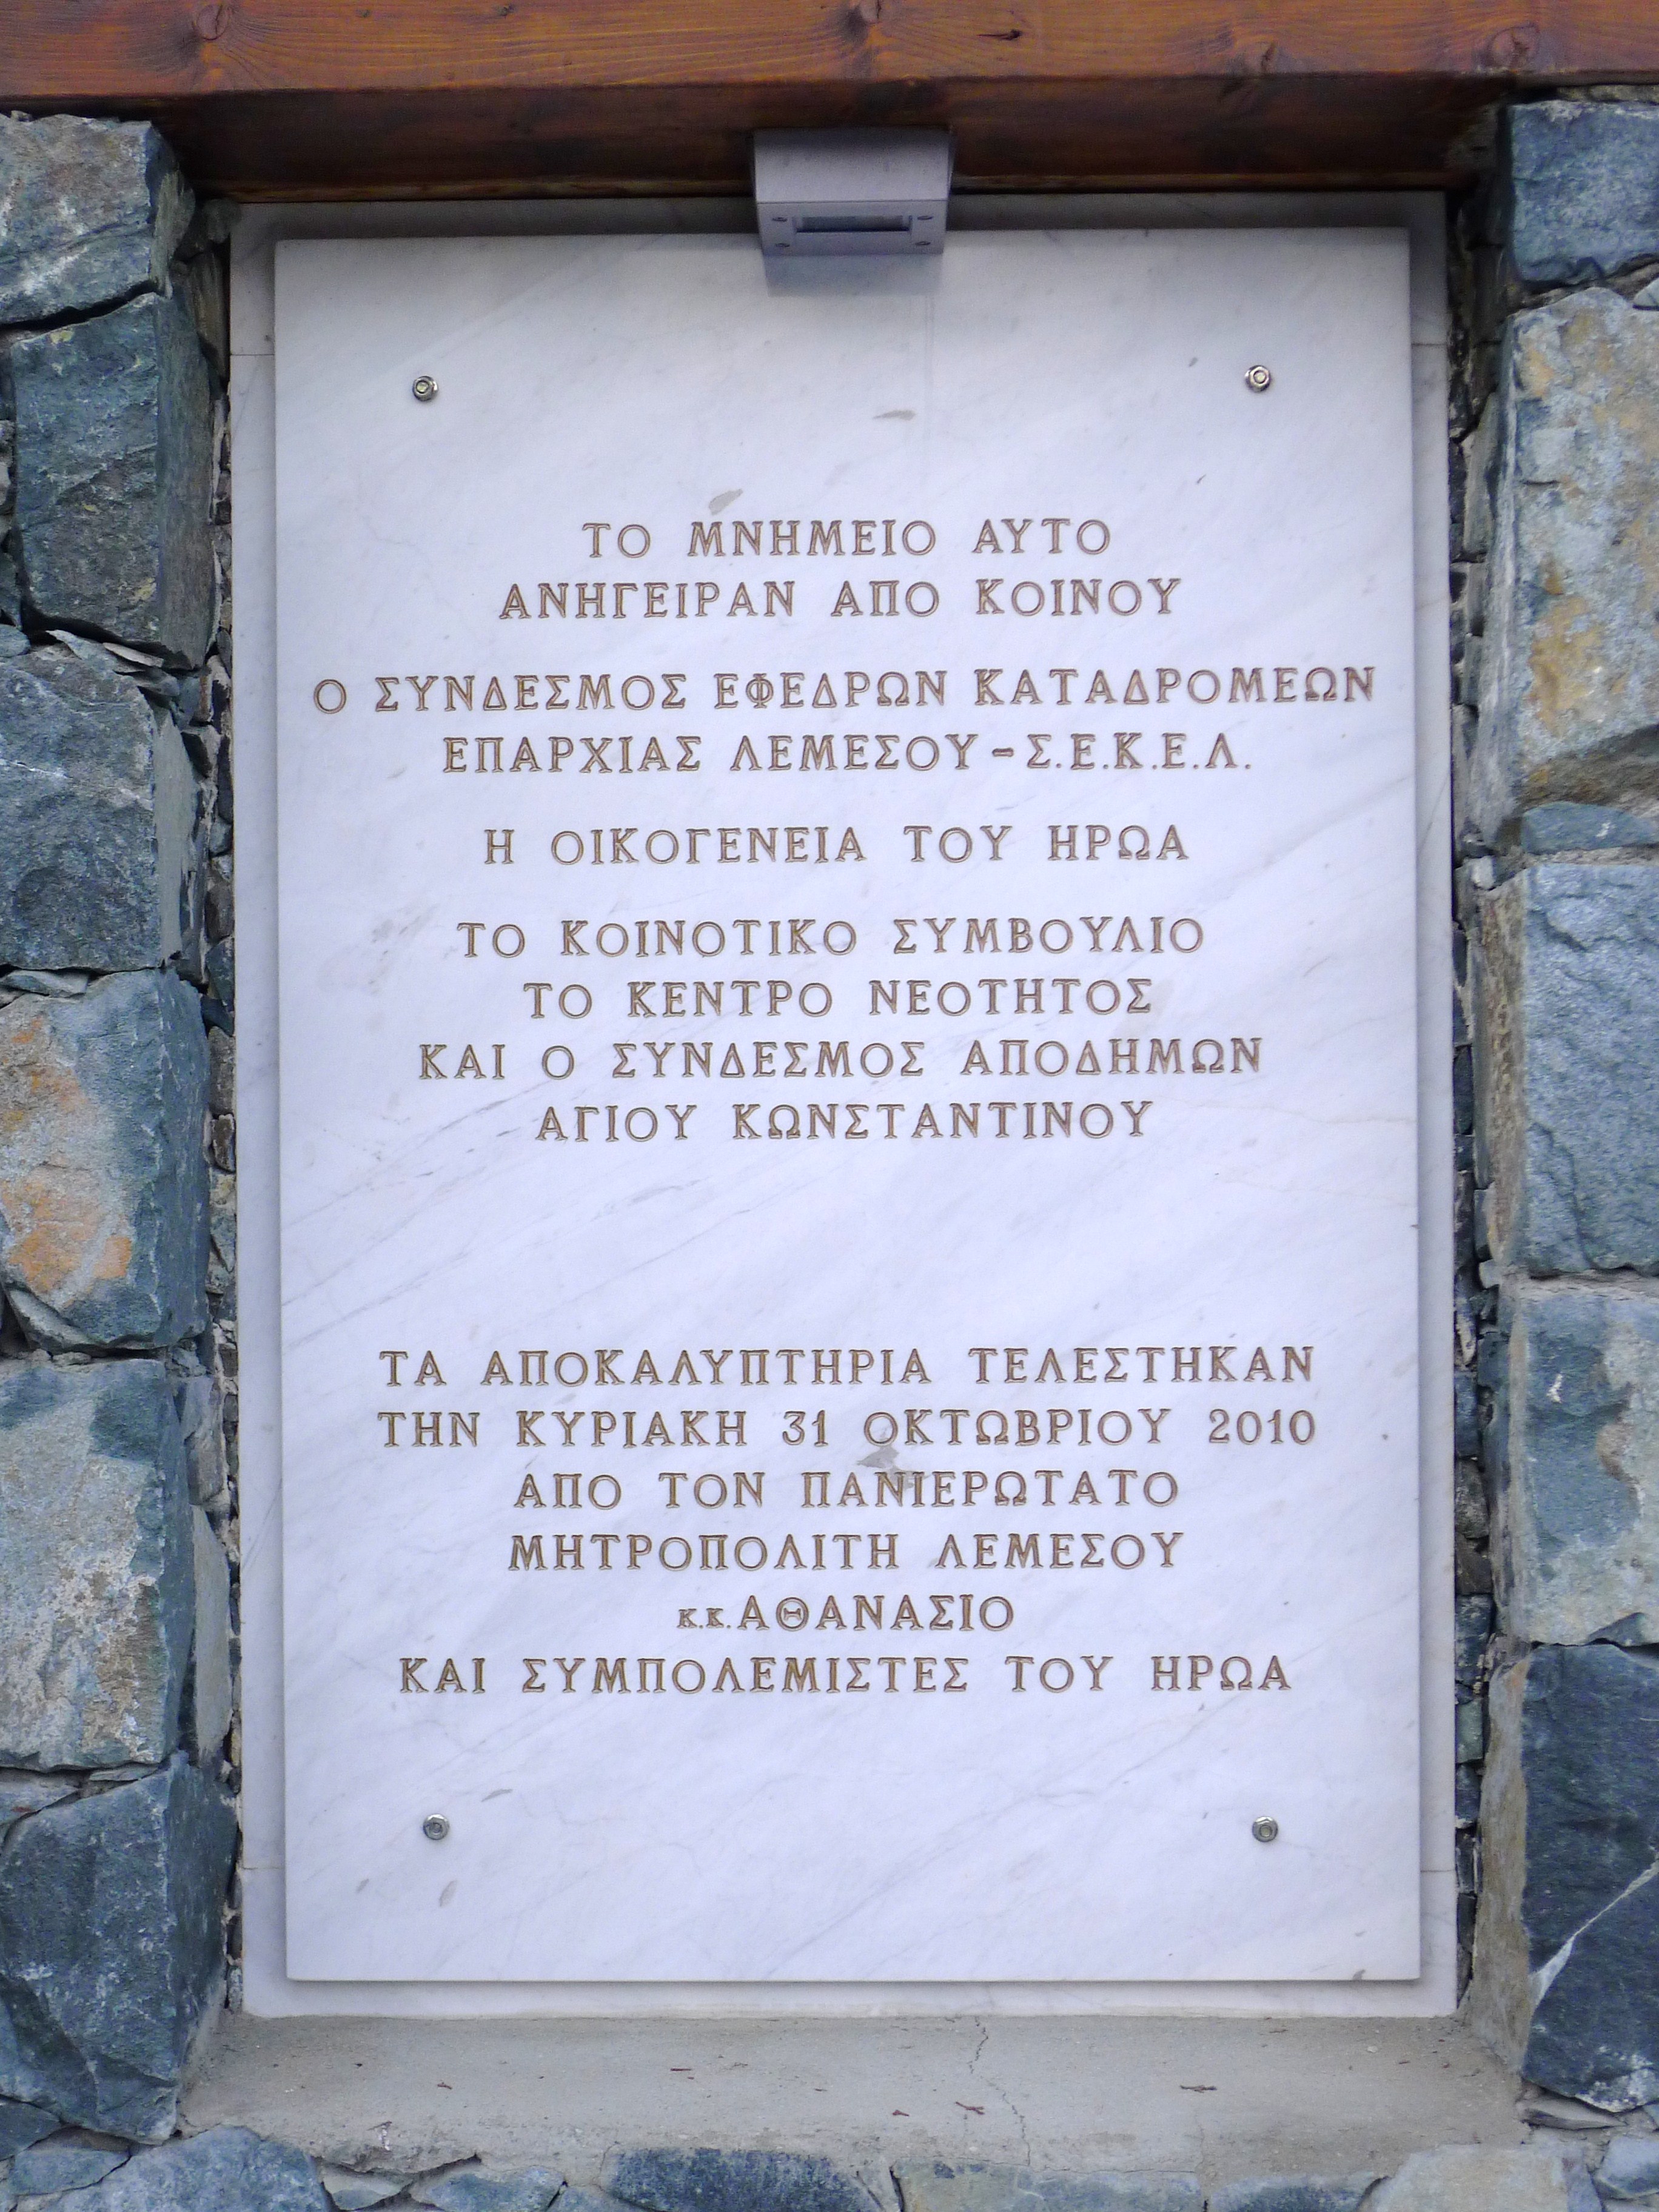 ΤΟ ΜΝΗΜΕΙΟ ΑΥΤΟ
ΑΝΗΓΕΙΡΑΝ ΑΠΟ ΚΟΙΝΟΥ
Ο ΣΥΝΔΕΣΜΟΣ ΕΦΕΔΡΩΝ ΚΑΤΑΔΡΟΜΕΩΝ
ΕΠΑΡΧΙΑΣ ΛΕΜΕΣΟΥ - Σ.Ε.Κ.Ε.Λ.
Η ΟΙΚΟΓΕΝΕΙΑ ΤΟΥ ΗΡΩΑ
ΤΟ ΚΟΙΝΟΤΙΚΟ ΣΥΜΒΟΥΛΙΟ
ΤΟ ΚΕΝΤΡΟ ΝΕΟΤΗΤΟΣ
ΚΑΙ Ο ΣΥΝΔΕΣΜΟΣ ΑΠΟΔΗΜΩΝ
ΑΓΙΟΥ ΚΩΝΣΤΑΝΤΙΝΟΥ
ΤΑ ΑΠΟΚΑΛΥΠΤΗΡΙΑ ΤΕΛΕΣΤΗΚΑΝ
ΤΗΝ ΚΥΡΙΑΚΗ 31 ΟΚΤΩΒΡΙΟΥ 2010
ΑΠΟ ΤΟΝ ΠΑΝΙΕΡΩΤΑΤΟ
ΜΗΤΡΟΠΟΛΙΤΗ ΛΕΜΕΣΟΥ
κ.κ. ΑΘΑΝΑΣΙΟ
ΚΑΙ ΣΥΜΠΟΛΕΜΙΣΤΕΣ ΤΟΥ ΗΡΩΑ